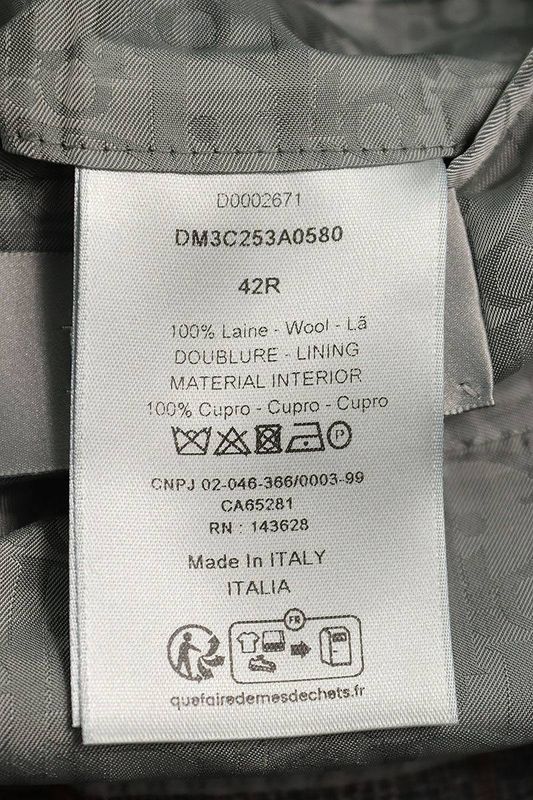 D0002671
DM3C253A0580
42R
100% Laine - Wool - Lã
DOUBLURE - LINING
MATERIAL INTERIOR
100% Cupro - Cupro - Cupro
P
CNPJ 02-046-366/0003-99
CA65281
RN : 143628
Made In ITALY
ITALIA
FR
quefairedemesdechets.fr